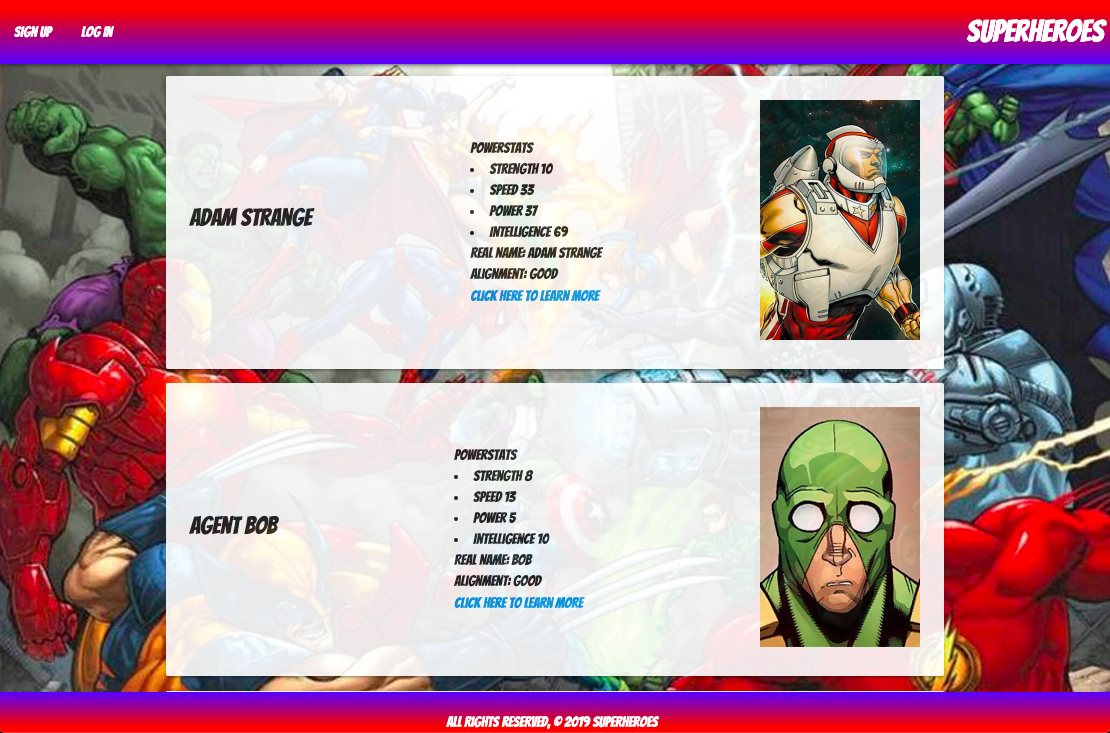 SIGN UP
LOG IN
SUPERHEROES
ADAM STRANGE
POWERSTATS
• STRENGTH 10
• SPEED 33
• POWER 37
• INTELLIGENCE 69
REAL NAME: ADAM STRANGE
ALIGNMENT: GOOD
CLICK HERE TO LEARN MORE
AGENT BOB
POWERSTATS
• STRENGTH 8
• SPEED 13
• POWER 5
• INTELLIGENCE 10
REAL NAME: BOB
ALIGNMENT: GOOD
CLICK HERE TO LEARN MORE
ALL RIGHTS RESERVED, © 2019 SUPERHEROES